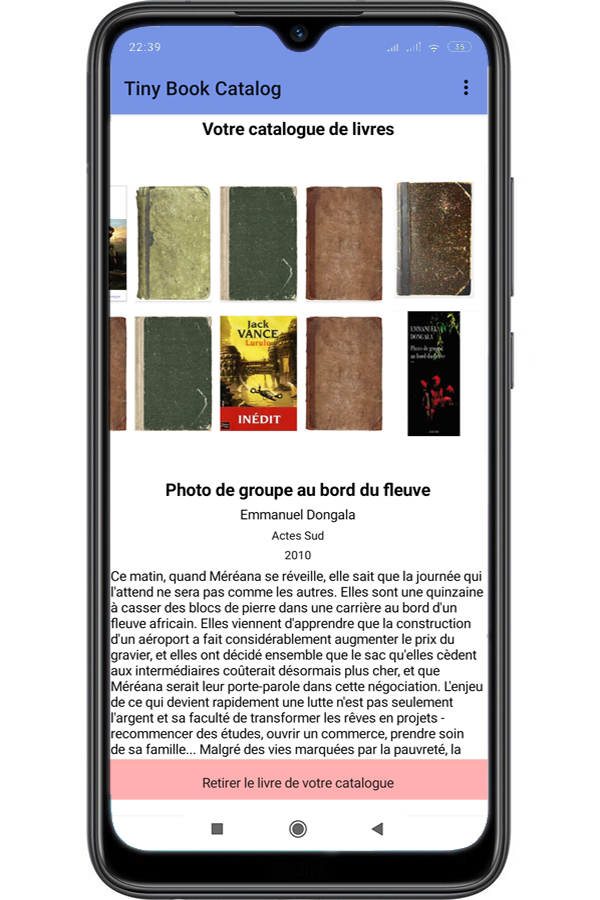 22:39
35
Tiny Book Catalog
Votre catalogue de livres
Jack
VANCE
Lurulu
INÉDIT
EMMANUEL
DONGALA
Photo de groupe
au bord du fleuve
Photo de groupe au bord du fleuve
Emmanuel Dongala
Actes Sud
2010
Ce matin, quand Méréana se réveille, elle sait que la journée qui
l'attend ne sera pas comme les autres. Elles sont une quinzaine
à casser des blocs de pierre dans une carrière au bord d'un
fleuve africain. Elles viennent d'apprendre que la construction
d'un aéroport a fait considérablement augmenter le prix du
gravier, et elles ont décidé ensemble que le sac qu'elles cèdent
aux intermédiaires coûterait désormais plus cher, et que
Méréana serait leur porte-parole dans cette négociation. L'enjeu
de ce qui devient rapidement une lutte n'est pas seulement
l'argent et sa faculté de transformer les rêves en projets -
recommencer des études, ouvrir un commerce, prendre soin
de sa famille... Malgré des vies marquées par la pauvreté, la
Retirer le livre de votre catalogue